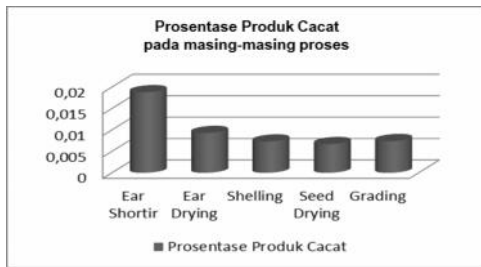 Prosentase Produk Cacat
pada masing-masing proses
0,02
0,015
0,01
0,005
0
Ear Shortir
Ear Drying
Shelling
Seed Drying
Grading
Prosentase Produk Cacat